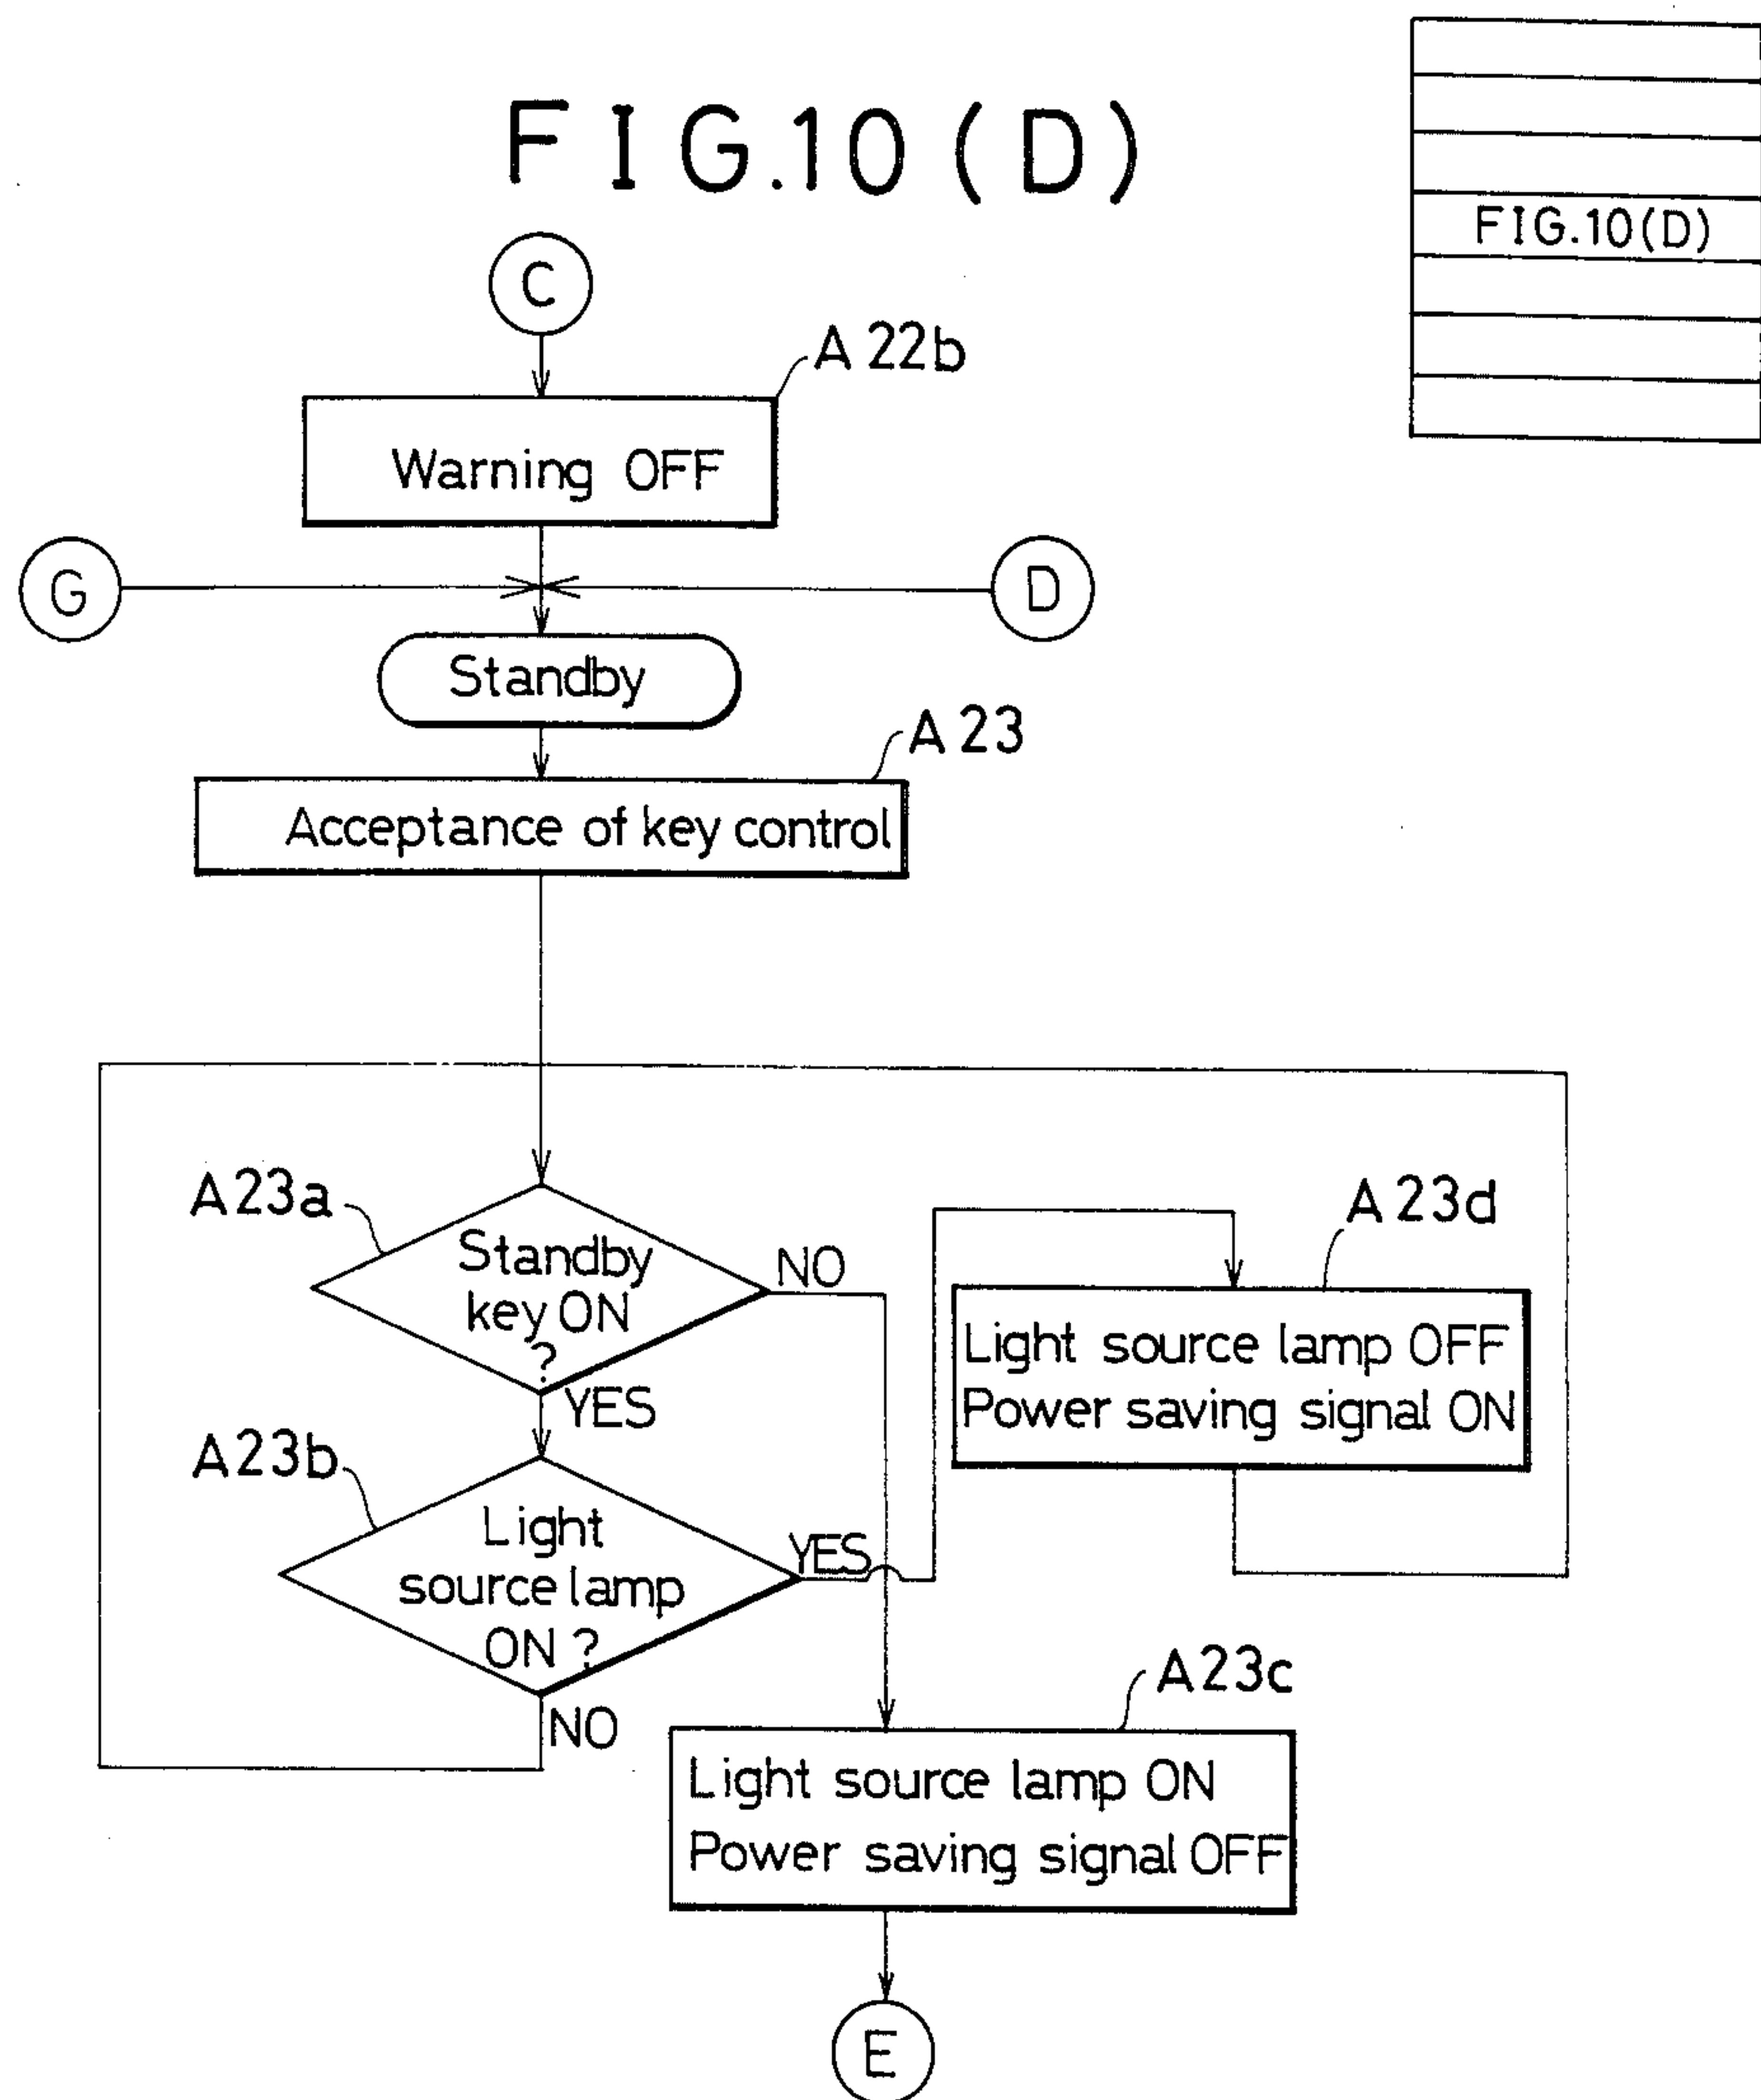 FIG.10(D)
FIG.10(D)
C
A22b
Warning OFF
G
D
Standby
A23
Acceptance of key control
A23a
Standby
key ON
?
NO
YES
A23d
Light source lamp OFF
Power saving signal ON
A23b
Light
source lamp
ON ?
YES
NO
A23c
Light source lamp ON
Power saving signal OFF
E